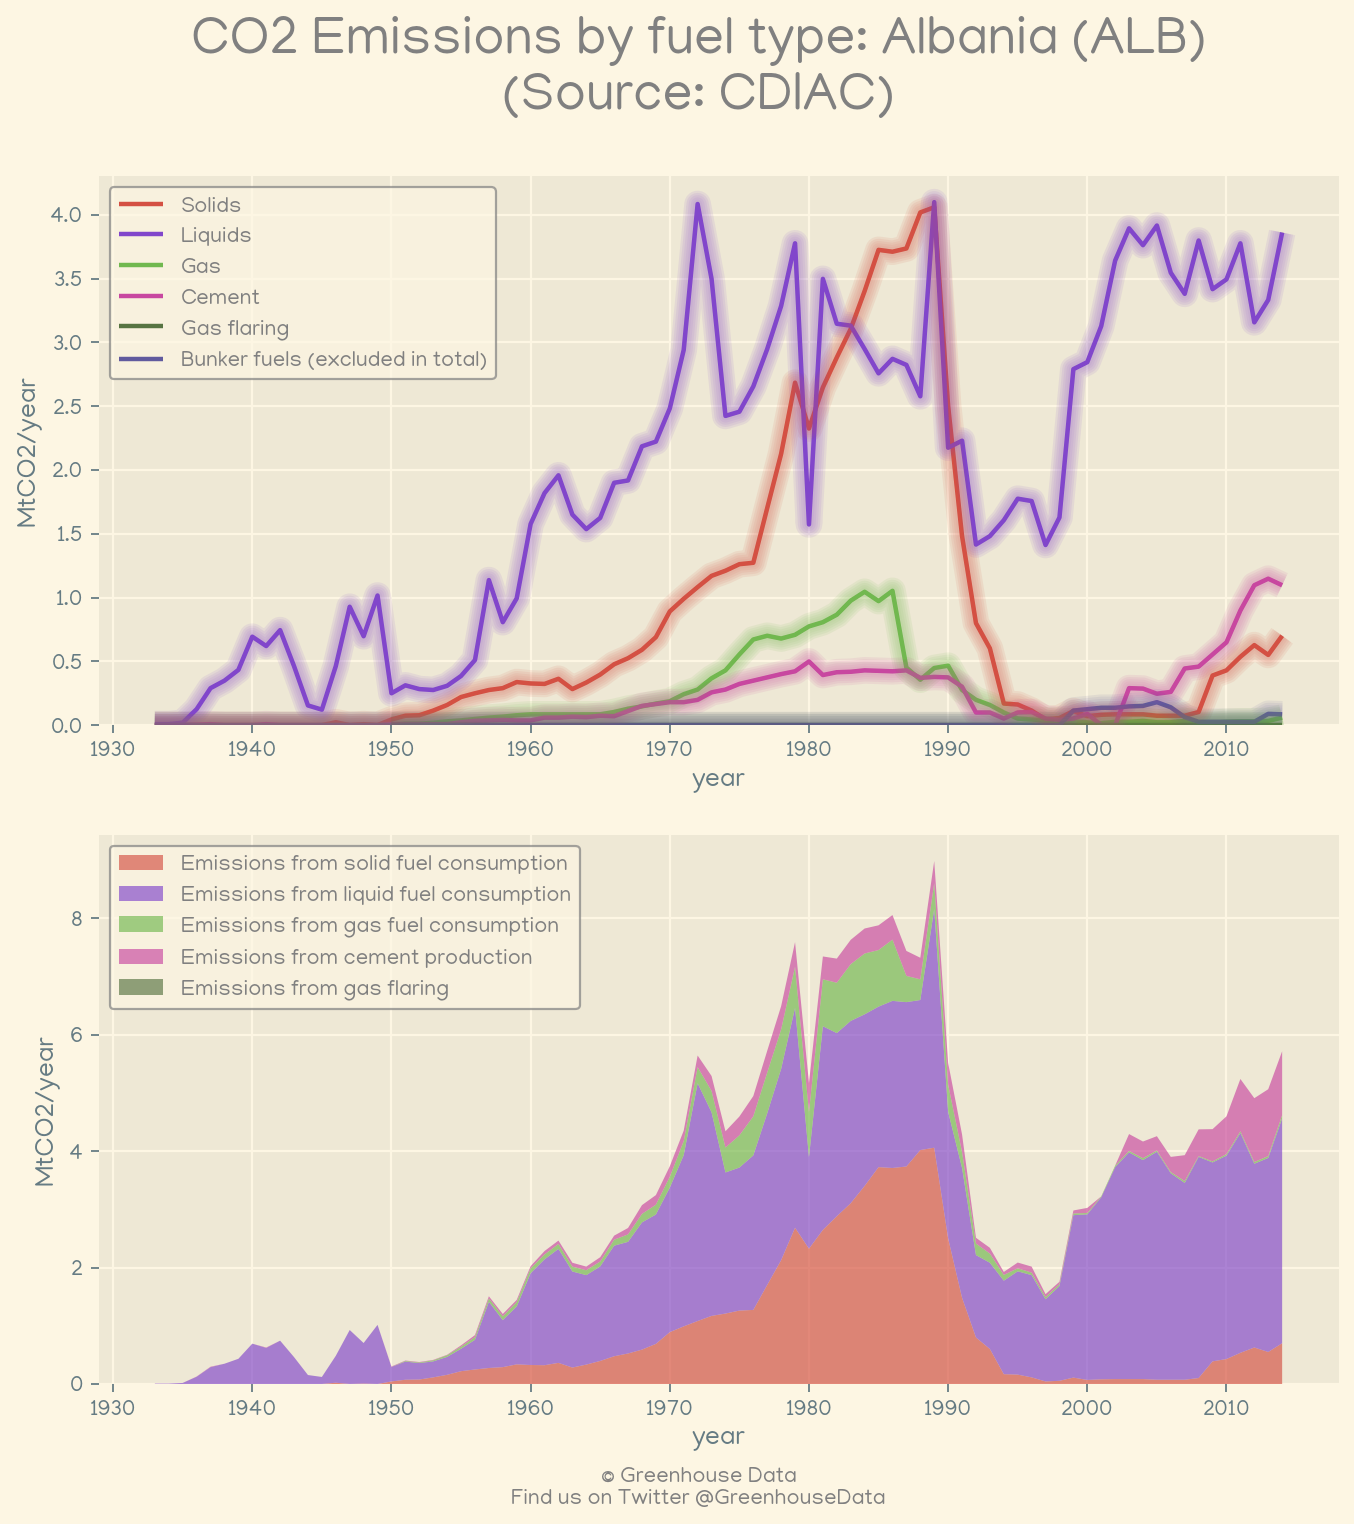 CO2 Emissions by fuel type: Albania (ALB)
(Source: CDIAC)
Solids
Liquids
Gas
Cement
Gas flaring
Bunker fuels (excluded in total)
4.0
3.5
3.0
2.5
2.0
1.5
1.0
0.5
0.0
MtCO2/year
1930 1940 1950 1960 1970 1980 1990 2000 2010
year
Emissions from solid fuel consumption
Emissions from liquid fuel consumption
Emissions from gas fuel consumption
Emissions from cement production
Emissions from gas flaring
8
6
4
2
0
MtCO2/year
1930 1940 1950 1960 1970 1980 1990 2000 2010
year
© Greenhouse Data
Find us on Twitter @GreenhouseData